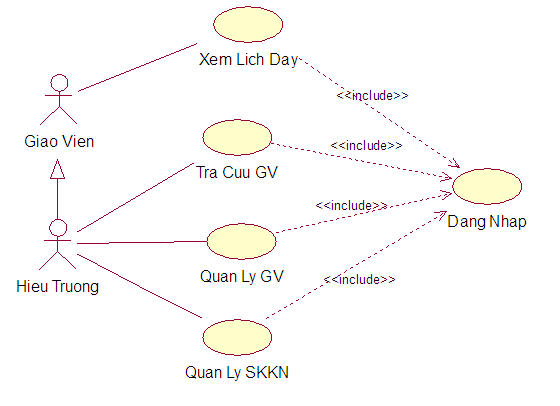 Xem Lich Day
<<include>>
Giao Vien
<<include>>
Tra Cuu GV
<<include>>
Dang Nhap
Hieu Truong
Quan Ly GV
<<include>>
Quan Ly SKKN